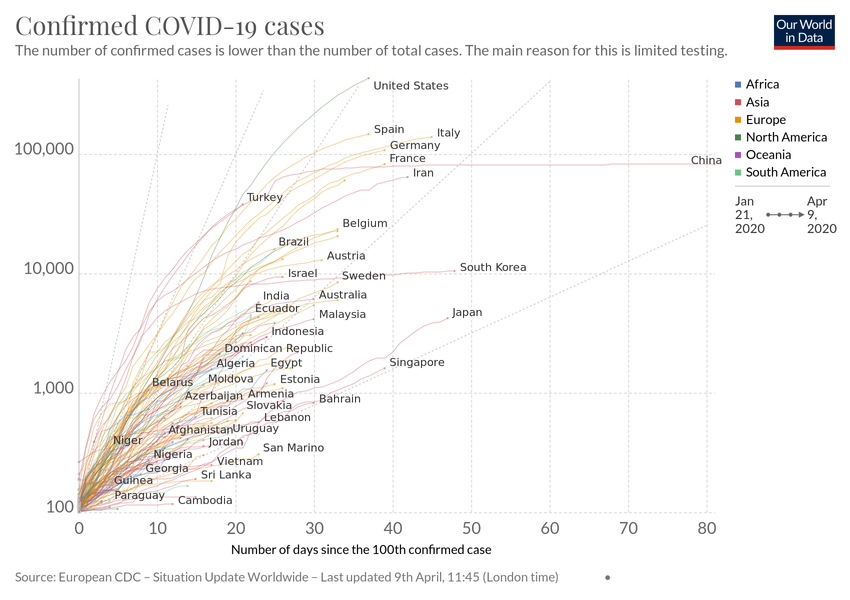 Confirmed COVID-19 cases
The number of confirmed cases is lower than the number of total cases. The main reason for this is limited testing.
Our World
in Data
United States
Spain
Italy
Germany
France
China
Iran
Turkey
Belgium
Brazil
Austria
South Korea
Israel
Sweden
India
Australia
Ecuador
Malaysia
Japan
Indonesia
Dominican Republic
Algeria
Egypt
Singapore
Belarus
Moldova
Estonia
Azerbaijan
Armenia
Bahrain
Slovakia
Tunisia
Lebanon
Afghanistan
Uruguay
Niger
Jordan
San Marino
Nigeria
Vietnam
Georgia
Sri Lanka
Guinea
Paraguay
Cambodia
100,000
10,000
1,000
100
0 10 20 30 40 50 60 70 80
Number of days since the 100th confirmed case
Africa
Asia
Europe
North America
Oceania
South America
Jan
21,
2020
Apr
9,
2020
Source: European CDC – Situation Update Worldwide – Last updated 9th April, 11:45 (London time)